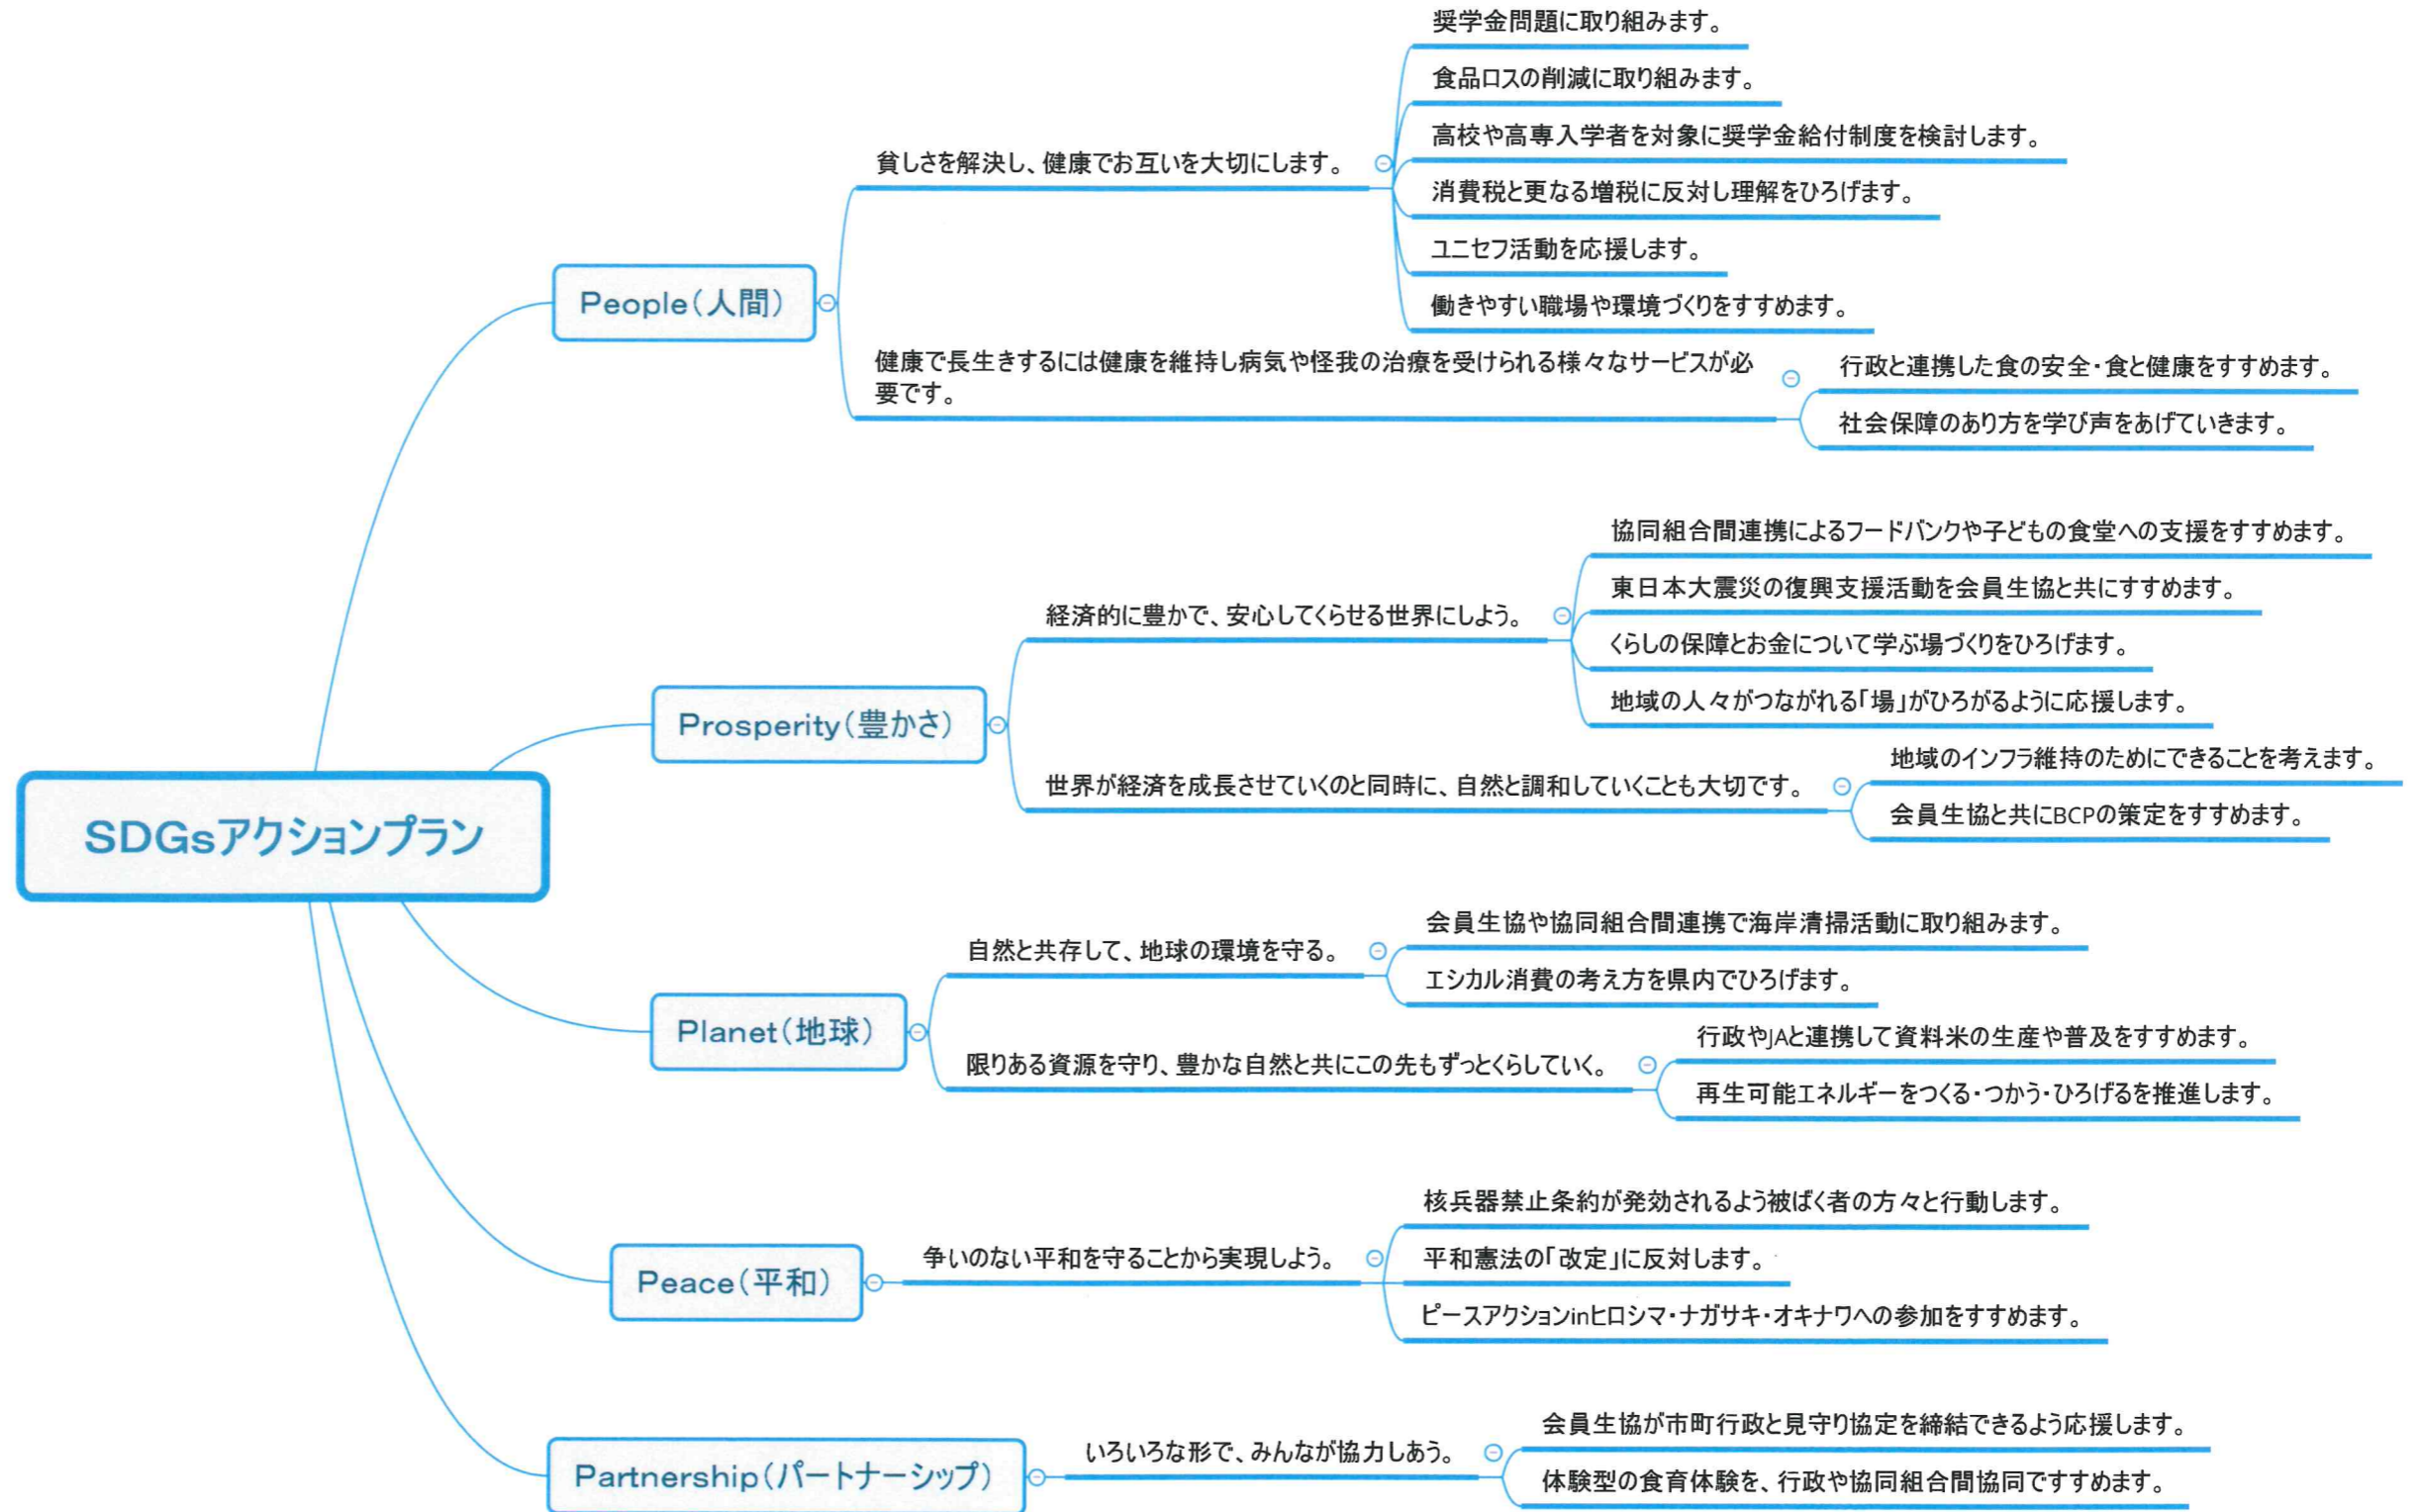 SDGsアクションプラン
People（人間）
貧しさを解決し、健康でお互いを大切にします。
奨学金問題に取り組みます。
食品ロスの削減に取り組みます。
高校や高専入学者を対象に奨学金給付制度を検討します。
消費税と更なる増税に反対し理解をひろげます。
ユニセフ活動を応援します。
働きやすい職場や環境づくりをすすめます。
健康で長生きするには健康を維持し病気や怪我の治療を受けられる様々なサービスが必
要です。
行政と連携した食の安全・食と健康をすすめます。
社会保障のあり方を学び声をあげていきます。
Prosperity（豊かさ）
経済的に豊かで、安心してくらせる世界にしよう。
協同組合間連携によるフードバンクや子どもの食堂への支援をすすめます。
東日本大震災の復興支援活動を会員生協と共にすすめます。
くらしの保障とお金について学ぶ場づくりをひろげます。
地域の人々がつながれる「場」がひろがるように応援します。
世界が経済を成長させていくのと同時に、自然と調和していくことも大切です。
地域のインフラ維持のためにできることを考えます。
会員生協と共にBCPの策定をすすめます。
Planet（地球）
自然と共存して、地球の環境を守る。
会員生協や協同組合間連携で海岸清掃活動に取り組みます。
エシカル消費の考え方を県内でひろげます。
限りある資源を守り、豊かな自然と共にこの先もずっとくらしていく。
行政やJAと連携して資料米の生産や普及をすすめます。
再生可能エネルギーをつくる・つかう・ひろげるを推進します。
Peace（平和）
争いのない平和を守ることから実現しよう。
核兵器禁止条約が発効されるよう被ばく者の方々と行動します。
平和憲法の「改定」に反対します。
ピースアクションinヒロシマ・ナガサキ・オキナワへの参加をすすめます。
Partnership（パートナーシップ）
いろいろな形で、みんなが協力しあう。
会員生協が市町行政と見守り協定を締結できるよう応援します。
体験型の食育体験を、行政や協同組合間協同ですすめます。